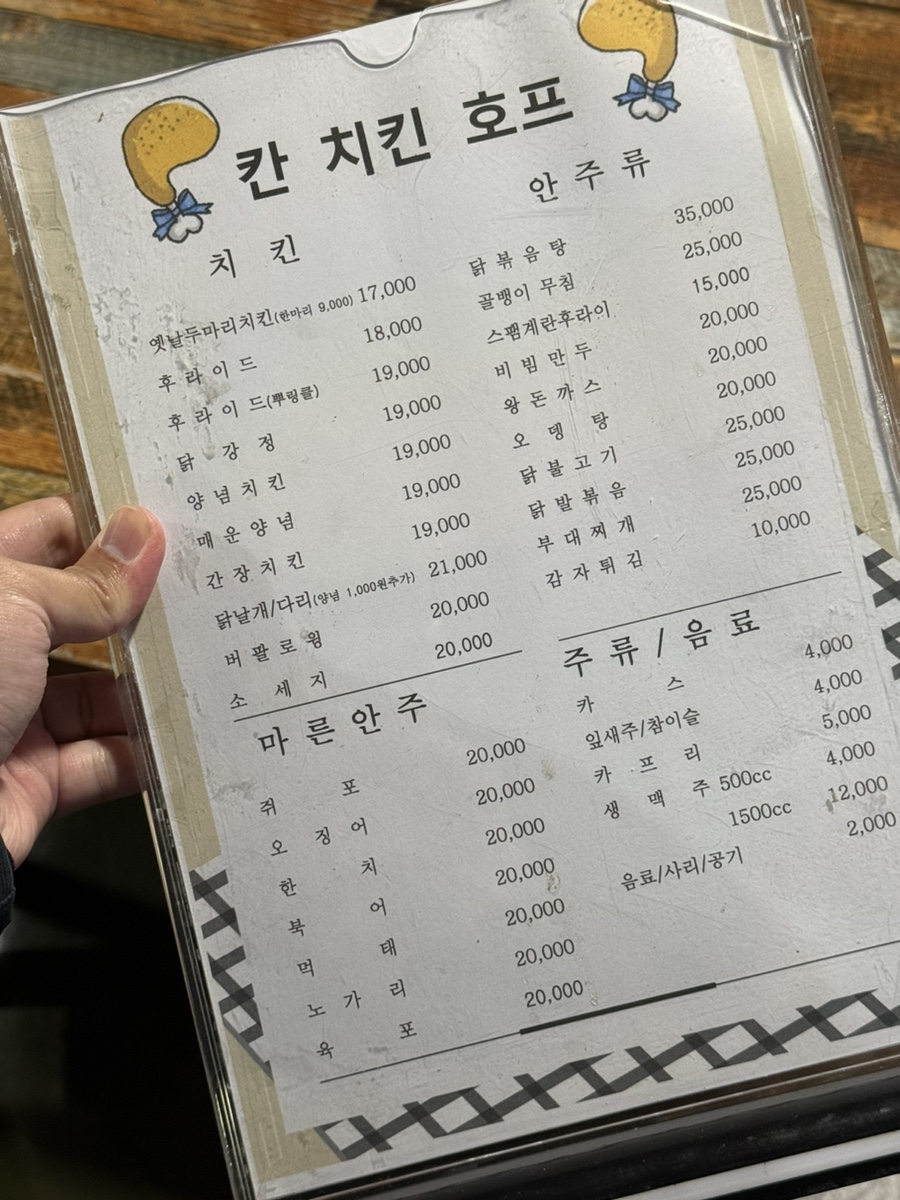 칸 치킨 호프
치 킨
옛날두마리치킨(한마리 9,000) 17,000
후 라 이 드 18,000
후 라 이 드(뿌링클) 19,000
닭 강 정 19,000
양 념 치 킨 19,000
매 운 양 념 19,000
간 장 치 킨 19,000
닭날개/다리(양념 1,000원추가) 21,000
버 팔 로 윙 20,000
소 세 지 20,000
마 른 안 주
쥐 포 20,000
오 징 어 20,000
한 치 20,000
북 어 20,000
먹 태 20,000
노 가 리 20,000
육 포 20,000
안 주 류
닭 볶 음 탕 35,000
골뱅이 무침 25,000
스팸계란후라이 15,000
비 빔 만 두 20,000
왕 돈 까 스 20,000
오 뎅 탕 20,000
닭 불 고 기 25,000
닭 발 볶 음 25,000
부 대 찌 개 25,000
감 자 튀 김 10,000
주 류 / 음 료
카 스 4,000
잎새주/참이슬 4,000
카 프 리 5,000
생 맥 주 500cc 4,000
1500cc 12,000
음료/사리/공기 2,000